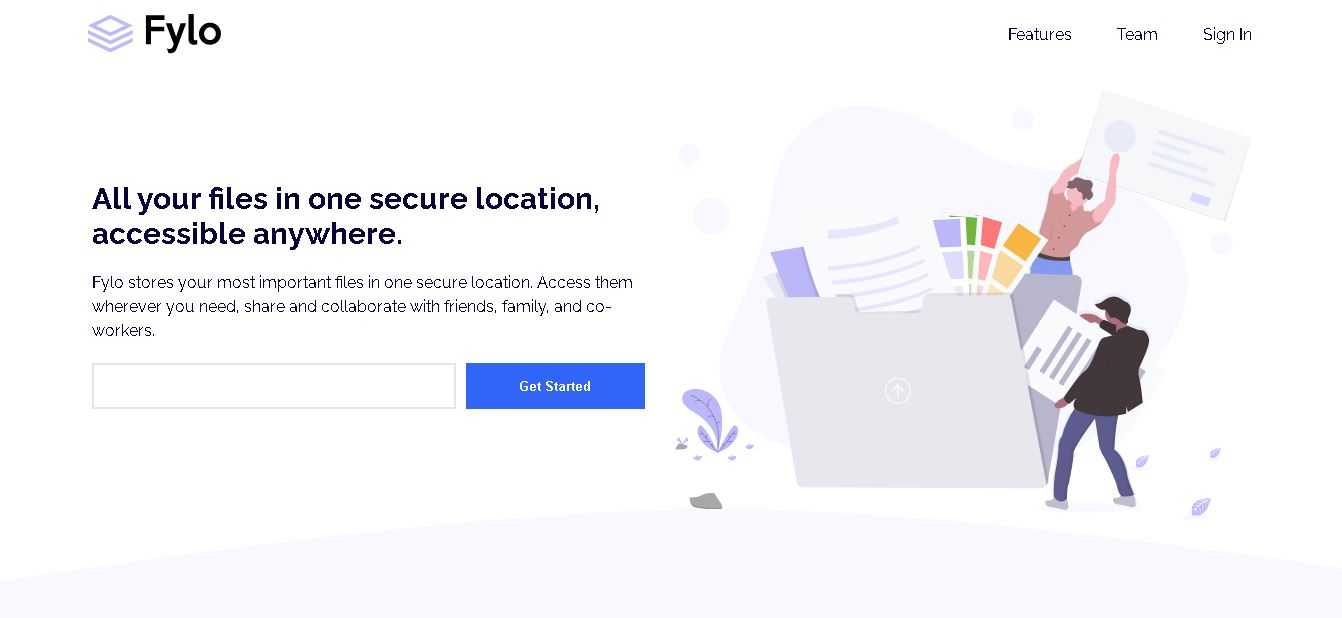 Fylo
Features
Team
Sign In
All your files in one secure location,
accessible anywhere.
Fylo stores your most important files in one secure location. Access them
wherever you need, share and collaborate with friends, family, and co-
workers.
Get Started